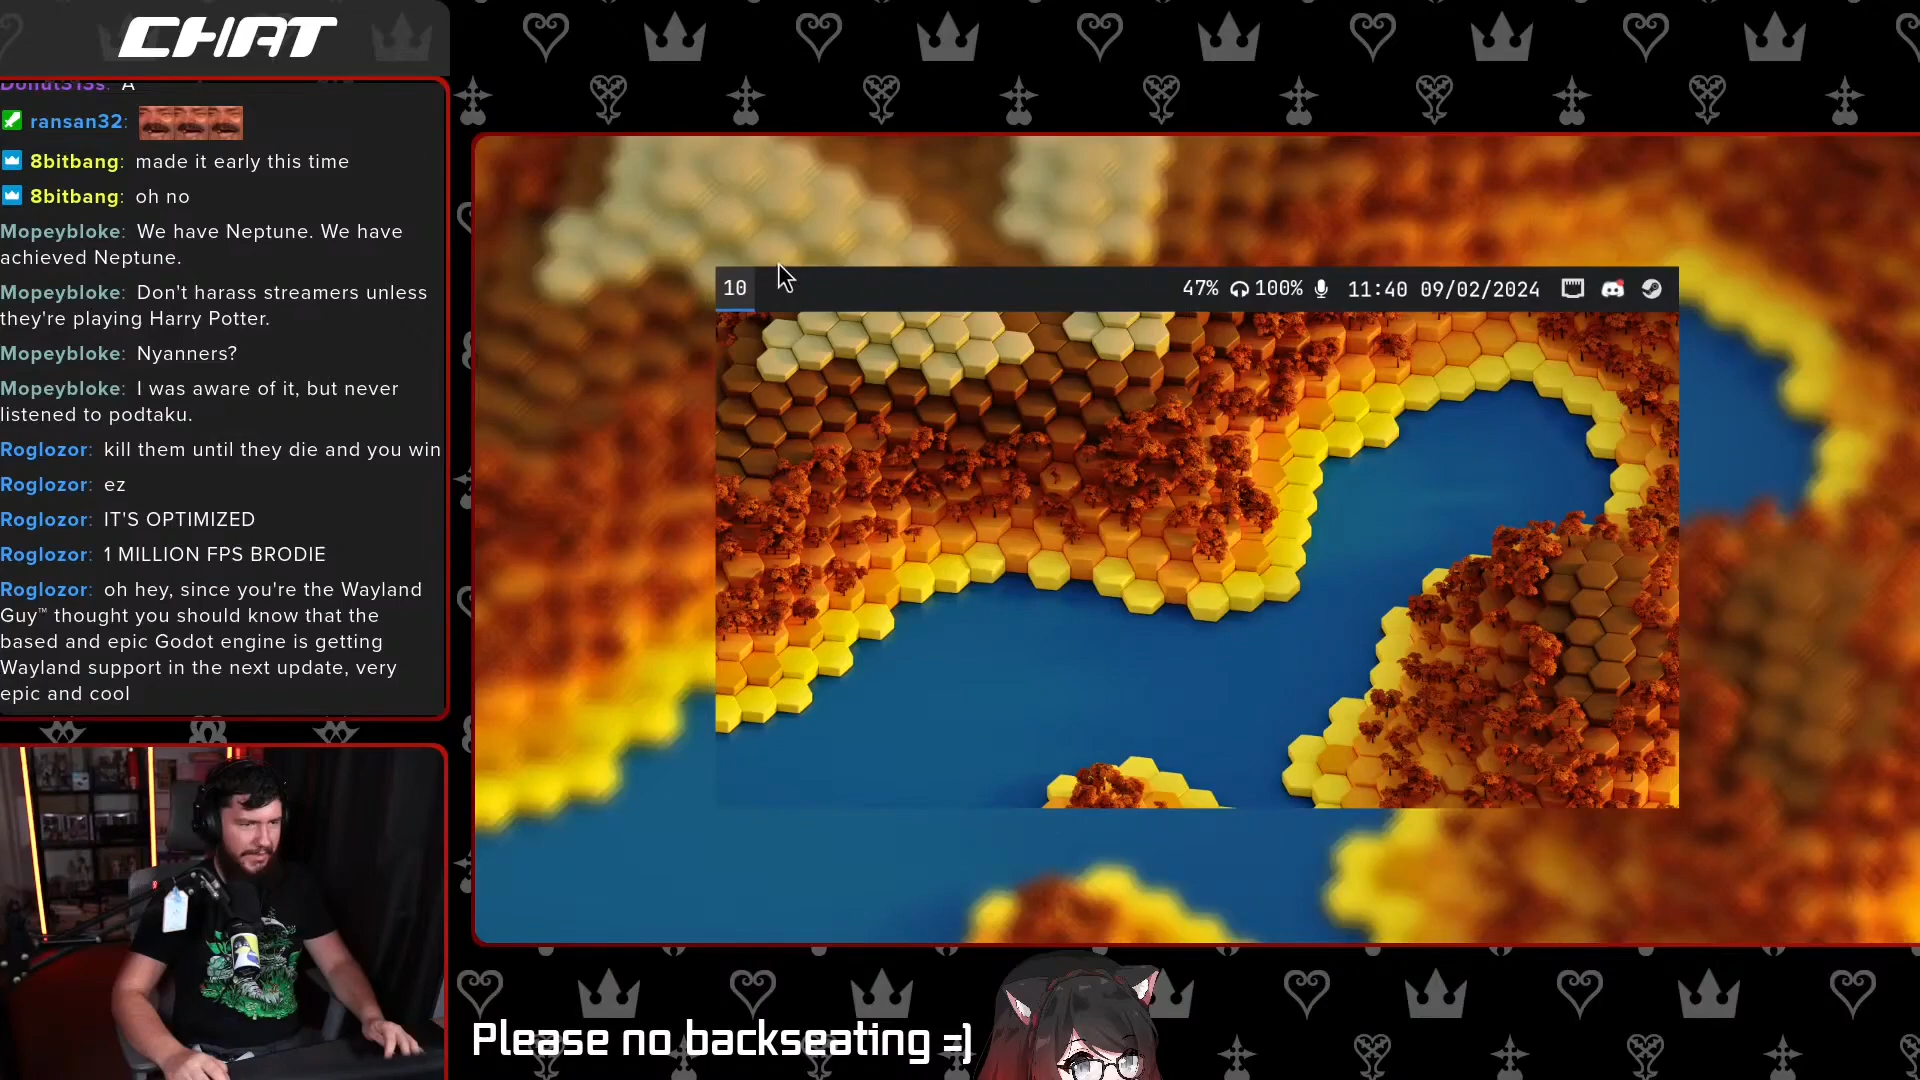 CHAT
Donut313s: A
ransan32:
8bitbang: made it early this time
8bitbang: oh no
Mopeybloke: We have Neptune. We have
achieved Neptune.
Mopeybloke: Don't harass streamers unless
they're playing Harry Potter.
Mopeybloke: Nyanners?
Mopeybloke: I was aware of it, but never
listened to podtaku.
Roglozor: kill them until they die and you win
Roglozor: ez
Roglozor: IT'S OPTIMIZED
Roglozor: 1 MILLION FPS BRODIE
Roglozor: oh hey, since you're the Wayland
Guy™ thought you should know that the
based and epic Godot engine is getting
Wayland support in the next update, very
epic and cool
10 47% 100% 11:40 09/02/2024
Please no backseating =)